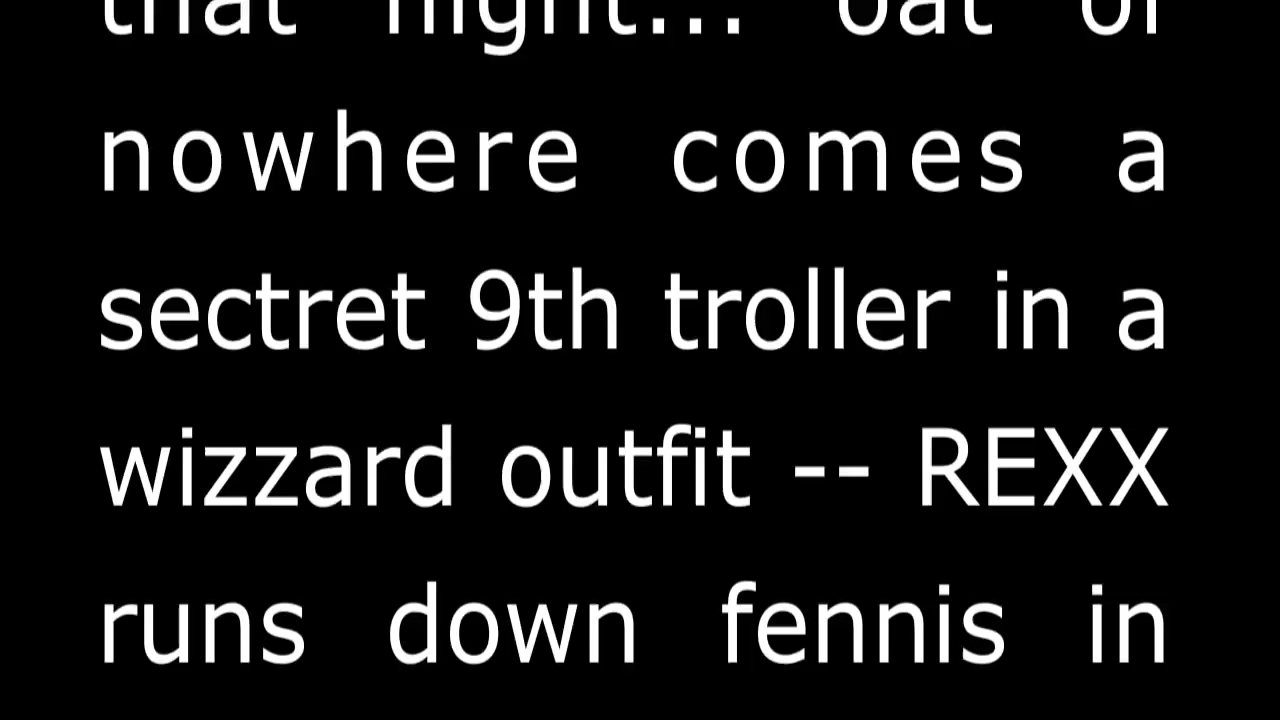 that night... oat of
nowhere comes a
sectret 9th troller in a
wizzard outfit -- REXX
runs down fennis in